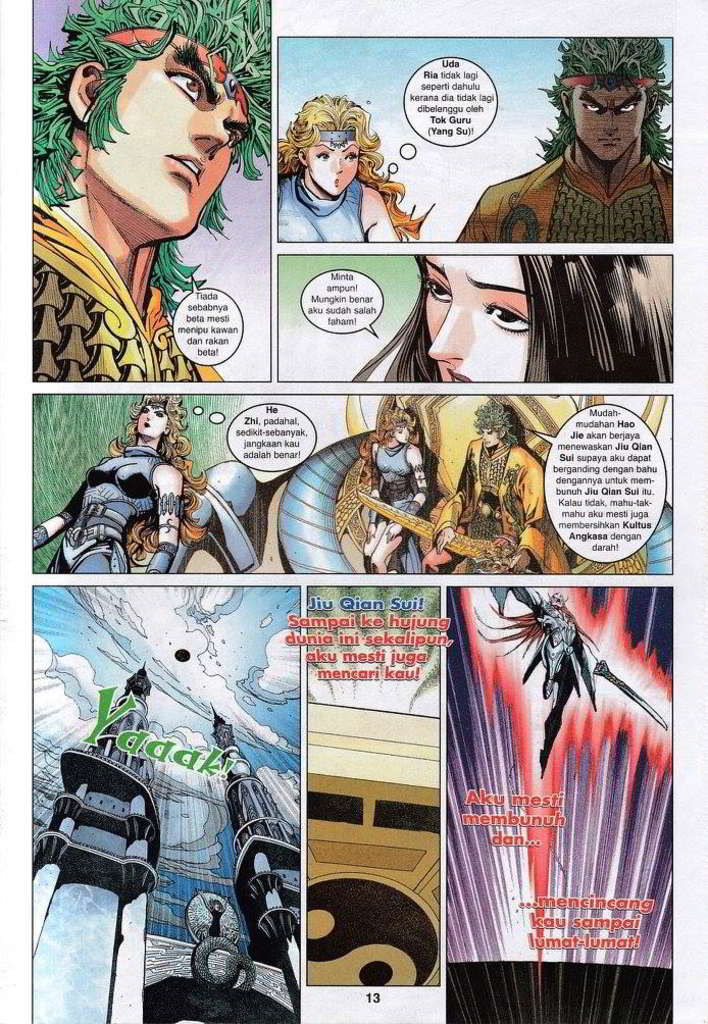 Tiada
sebabnya
beta mesti
menipu kawan
dan rakan
beta!
Uda
Ria tidak lagi
seperti dahulu
kerana dia tidak lagi
dibelenggu oleh
Tok Guru
(Yang Su)!
Minta
ampun!
Mungkin benar
aku sudah salah
faham!
He
Zhi, padahal,
sedikit-sebanyak,
jangkaan kau
adalah benar!
Mudah-
mudahan Hao
Jie akan berjaya
menewaskan Jiu Qian
Sui supaya aku dapat
berganding dengan bahu
dengannya untuk mem-
bunuh Jiu Qian Sui itu.
Kalau tidak, mahu-tak-
mahu aku mesti juga
membersihkan Kultus
Angkasa dengan
darah!
Yaaak!
Jiu Qian Sui!
Sampai ke hujung
dunia ini sekalipun,
aku mesti juga
mencari kau!
Aku mesti
membunuh
dan...
...mencincang
kau sampai
lumat-lumat!
13